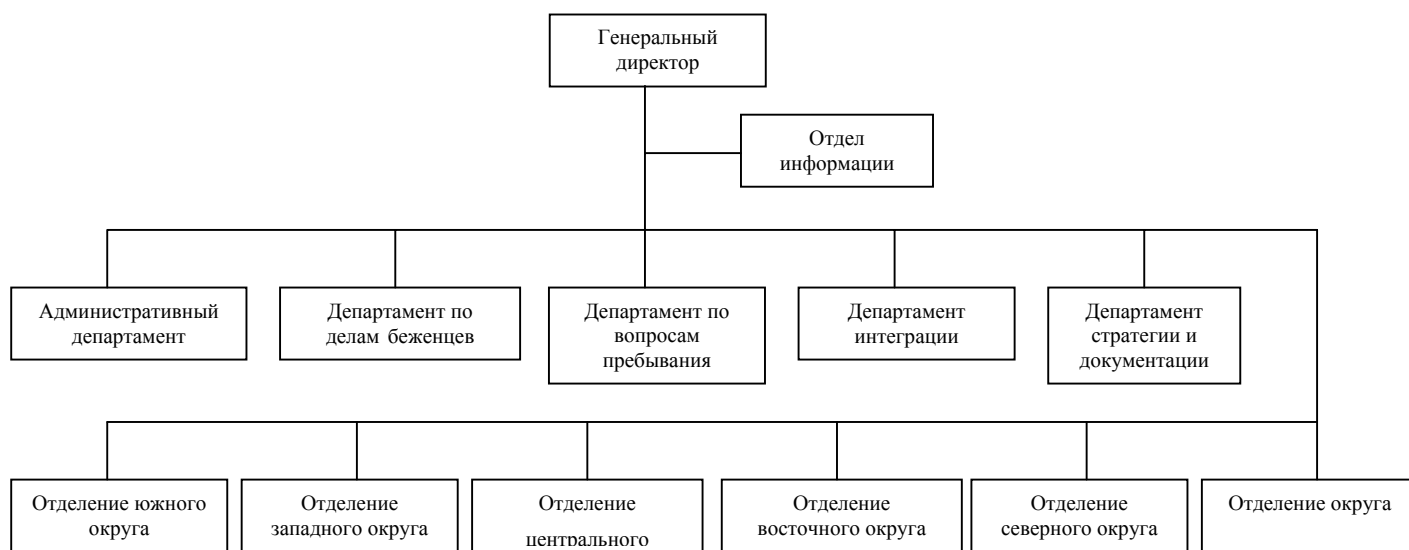 Генеральный
директор
Отдел
информации
Административный
департамент
Департамент по
делам беженцев
Департамент по
вопросам
пребывания
Департамент
интеграции
Департамент
стратегии и
документации
Отделение южного
округа
Отделение
западного округа
Отделение
центрального
Отделение
восточного округа
Отделение
северного округа
Отделение округа